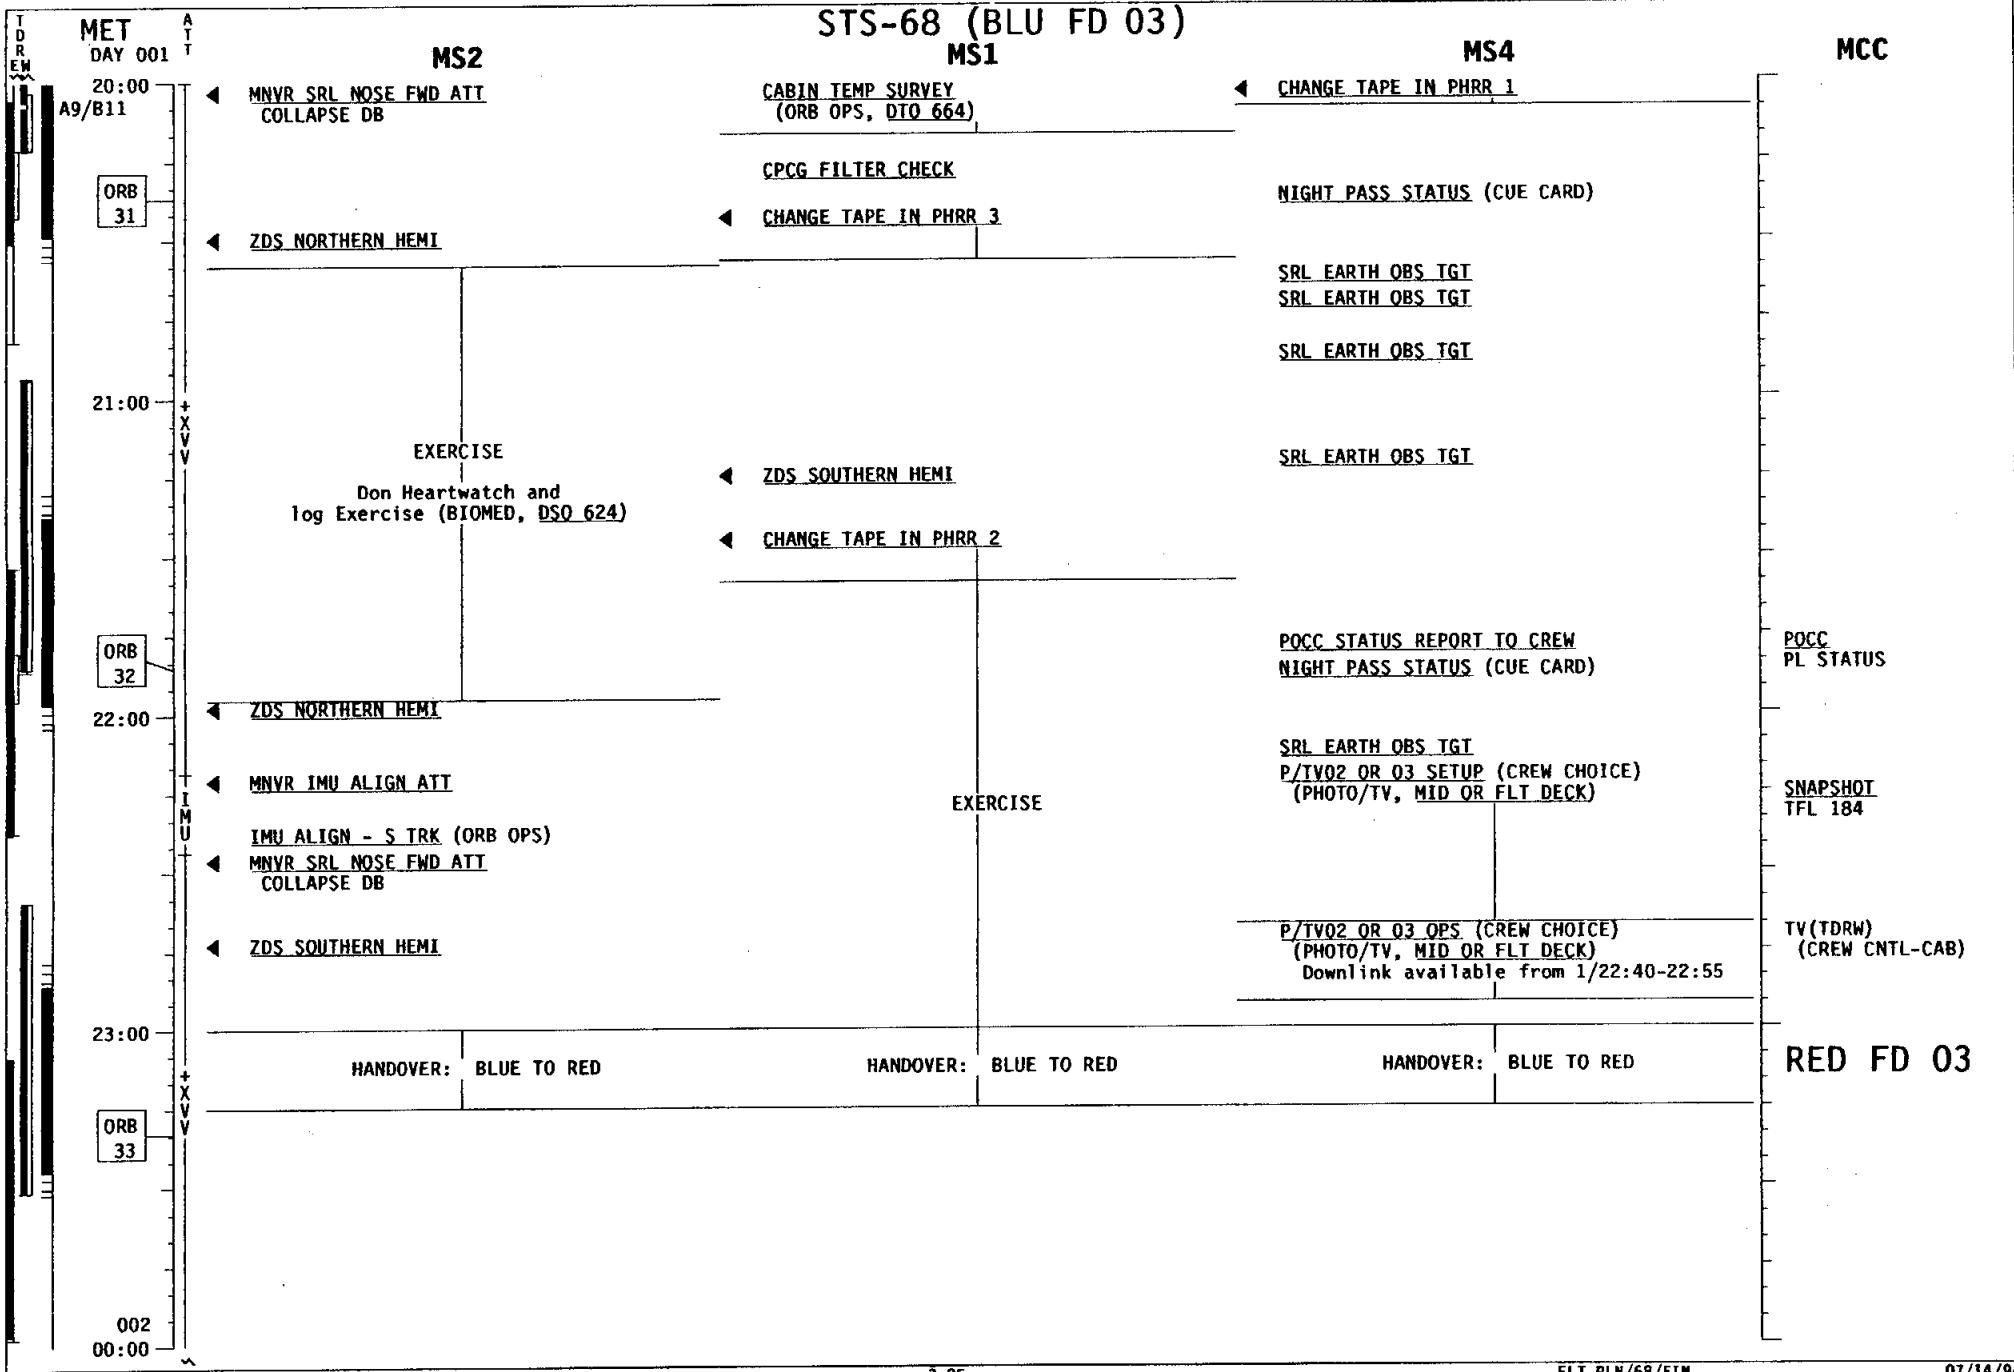 STS-68 (BLU FD 03)
TDRE W
MET
DAY 001
ATT
MS2
MS1
MS4
MCC
20:00
A9/B11
ORB
31
21:00
ORB
32
22:00
23:00
ORB
33
002
00:00
+XVV
IMU
+XVV
MNVR SRL NOSE FWD ATT
COLLAPSE DB
ZDS NORTHERN HEMI
EXERCISE
Don Heartwatch and
log Exercise (BIOMED, DSO 624)
ZDS NORTHERN HEMI
MNVR IMU ALIGN ATT
IMU ALIGN - S TRK (ORB OPS)
MNVR SRL NOSE FWD ATT
COLLAPSE DB
ZDS SOUTHERN HEMI
HANDOVER: BLUE TO RED
CABIN TEMP SURVEY
(ORB OPS, DTO 664)
CPCG FILTER CHECK
CHANGE TAPE IN PHRR 3
ZDS SOUTHERN HEMI
CHANGE TAPE IN PHRR 2
EXERCISE
HANDOVER: BLUE TO RED
CHANGE TAPE IN PHRR 1
NIGHT PASS STATUS (CUE CARD)
SRL EARTH OBS TGT
SRL EARTH OBS TGT
SRL EARTH OBS TGT
SRL EARTH OBS TGT
POCC STATUS REPORT TO CREW
NIGHT PASS STATUS (CUE CARD)
SRL EARTH OBS TGT
P/TV02 OR 03 SETUP (CREW CHOICE)
(PHOTO/TV, MID OR FLT DECK)
P/TV02 OR 03 OPS (CREW CHOICE)
(PHOTO/TV, MID OR FLT DECK)
Downlink available from 1/22:40-22:55
HANDOVER: BLUE TO RED
POCC
PL STATUS
SNAPSHOT
TFL 184
TV(TDRW)
(CREW CNTL-CAB)
RED FD 03